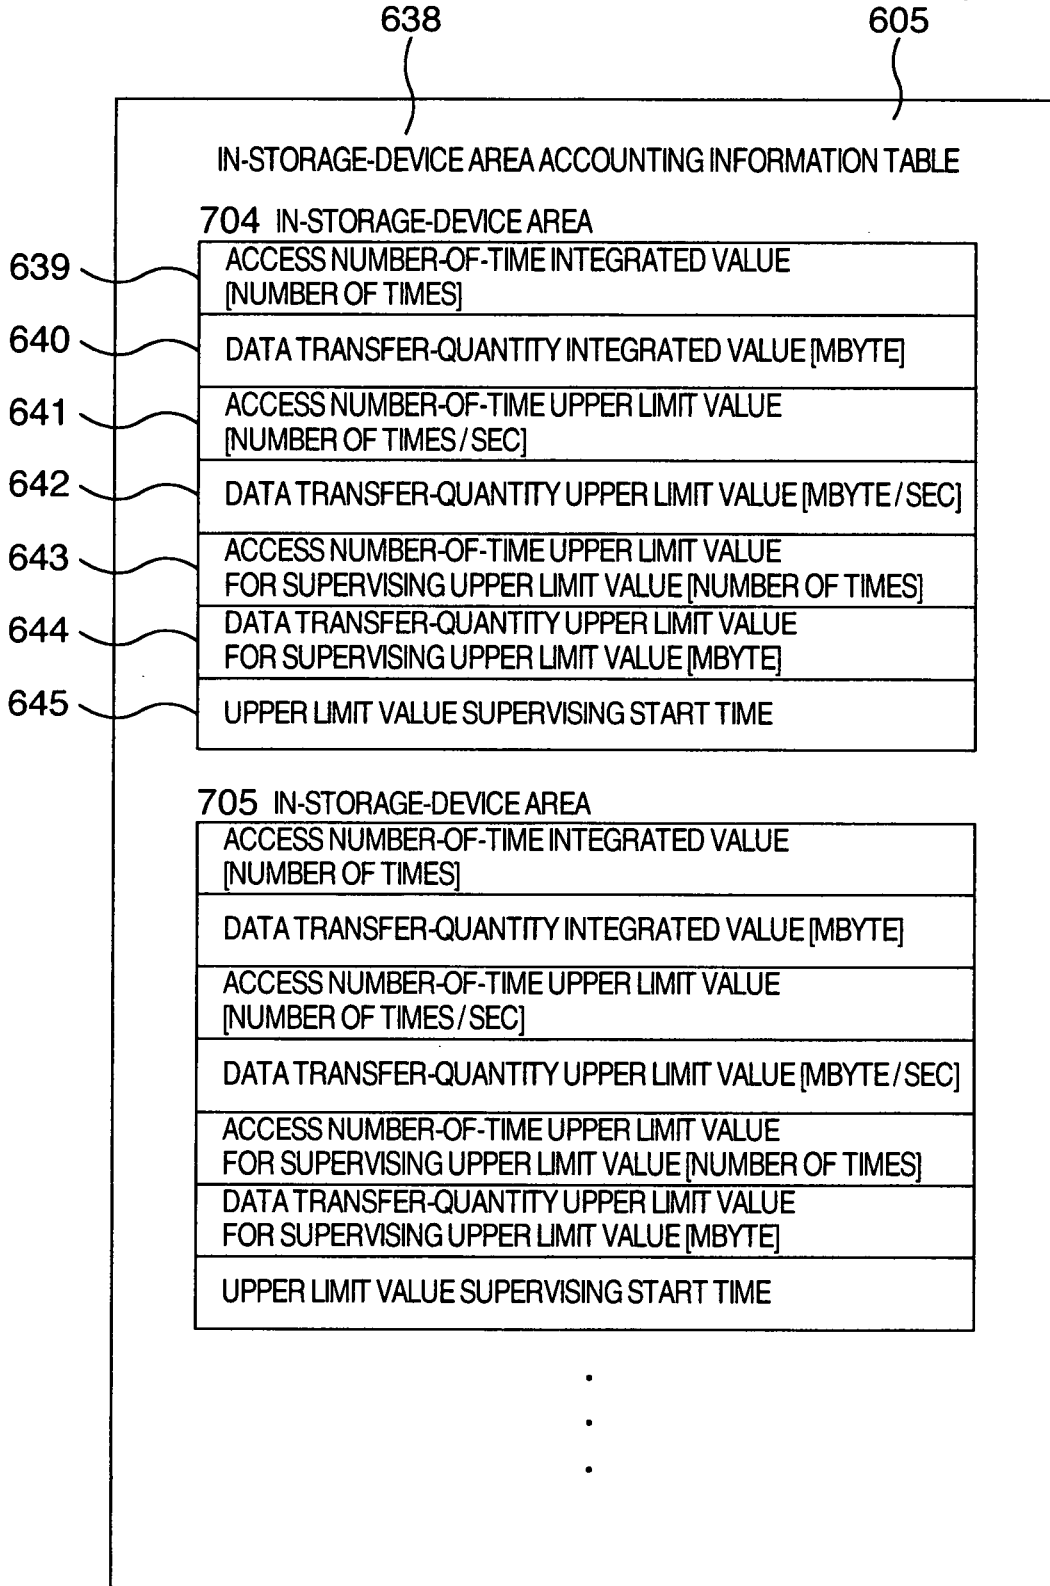 638 605
IN-STORAGE-DEVICE AREA ACCOUNTING INFORMATION TABLE
704 IN-STORAGE-DEVICE AREA
639 ACCESS NUMBER-OF-TIME INTEGRATED VALUE
[NUMBER OF TIMES]
640 DATA TRANSFER-QUANTITY INTEGRATED VALUE [MBYTE]
641 ACCESS NUMBER-OF-TIME UPPER LIMIT VALUE
[NUMBER OF TIMES/SEC]
642 DATA TRANSFER-QUANTITY UPPER LIMIT VALUE [MBYTE/SEC]
643 ACCESS NUMBER-OF-TIME UPPER LIMIT VALUE
FOR SUPERVISING UPPER LIMIT VALUE [NUMBER OF TIMES]
644 DATA TRANSFER-QUANTITY UPPER LIMIT VALUE
FOR SUPERVISING UPPER LIMIT VALUE [MBYTE]
645 UPPER LIMIT VALUE SUPERVISING START TIME
705 IN-STORAGE-DEVICE AREA
ACCESS NUMBER-OF-TIME INTEGRATED VALUE
[NUMBER OF TIMES]
DATA TRANSFER-QUANTITY INTEGRATED VALUE [MBYTE]
ACCESS NUMBER-OF-TIME UPPER LIMIT VALUE
[NUMBER OF TIMES/SEC]
DATA TRANSFER-QUANTITY UPPER LIMIT VALUE [MBYTE/SEC]
ACCESS NUMBER-OF-TIME UPPER LIMIT VALUE
FOR SUPERVISING UPPER LIMIT VALUE [NUMBER OF TIMES]
DATA TRANSFER-QUANTITY UPPER LIMIT VALUE
FOR SUPERVISING UPPER LIMIT VALUE [MBYTE]
UPPER LIMIT VALUE SUPERVISING START TIME
.
.
.